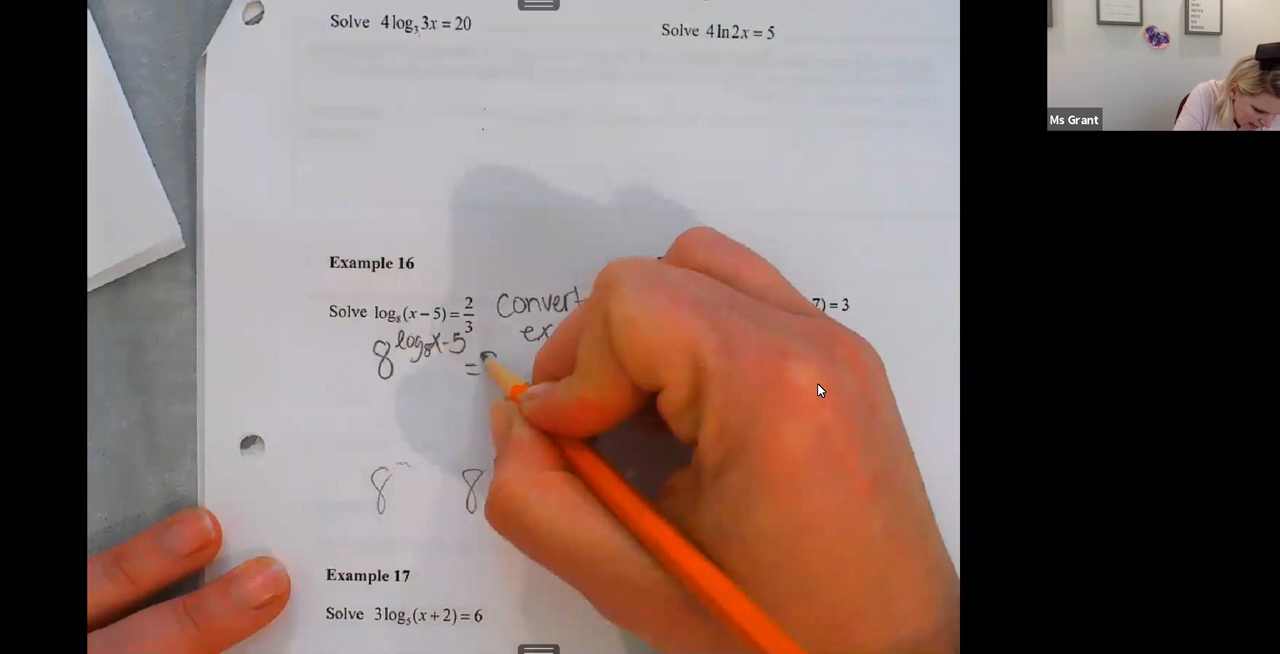 Solve 4log₃3x = 20
Solve 4ln2x = 5
Ms Grant
Example 16
Solve log₈(x−5) = 2/3
Convert
7) = 3
8^(log₈x-5) =
8 8
Example 17
Solve 3log₅(x+2) = 6